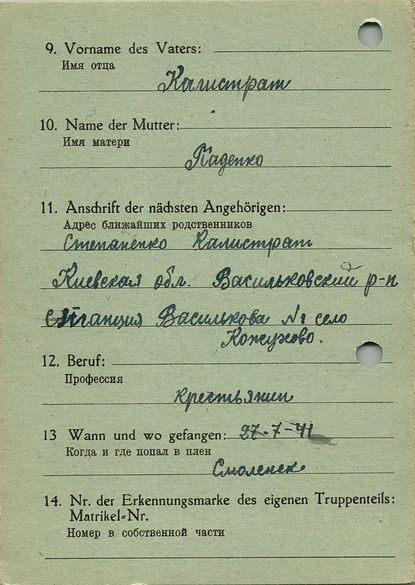 9. Vorname des Vaters:
Имя отца
Калистрат
10. Name der Mutter:
Имя матери
Паденко
11. Anschrift der nächsten Angehörigen:
Адрес ближайших родственников
Степаненко Калистрат
Киевская обл. Васильковский р-н
станция Василькова №1 село
Кожухово.
12. Beruf:
Профессия
крестьянин
13 Wann und wo gefangen: 27-7-41
Когда и где попал в плен
Смоленск
14. Nr. der Erkennungsmarke des eigenen Truppenteils:
Matrikel-Nr.
Номер в собственной части